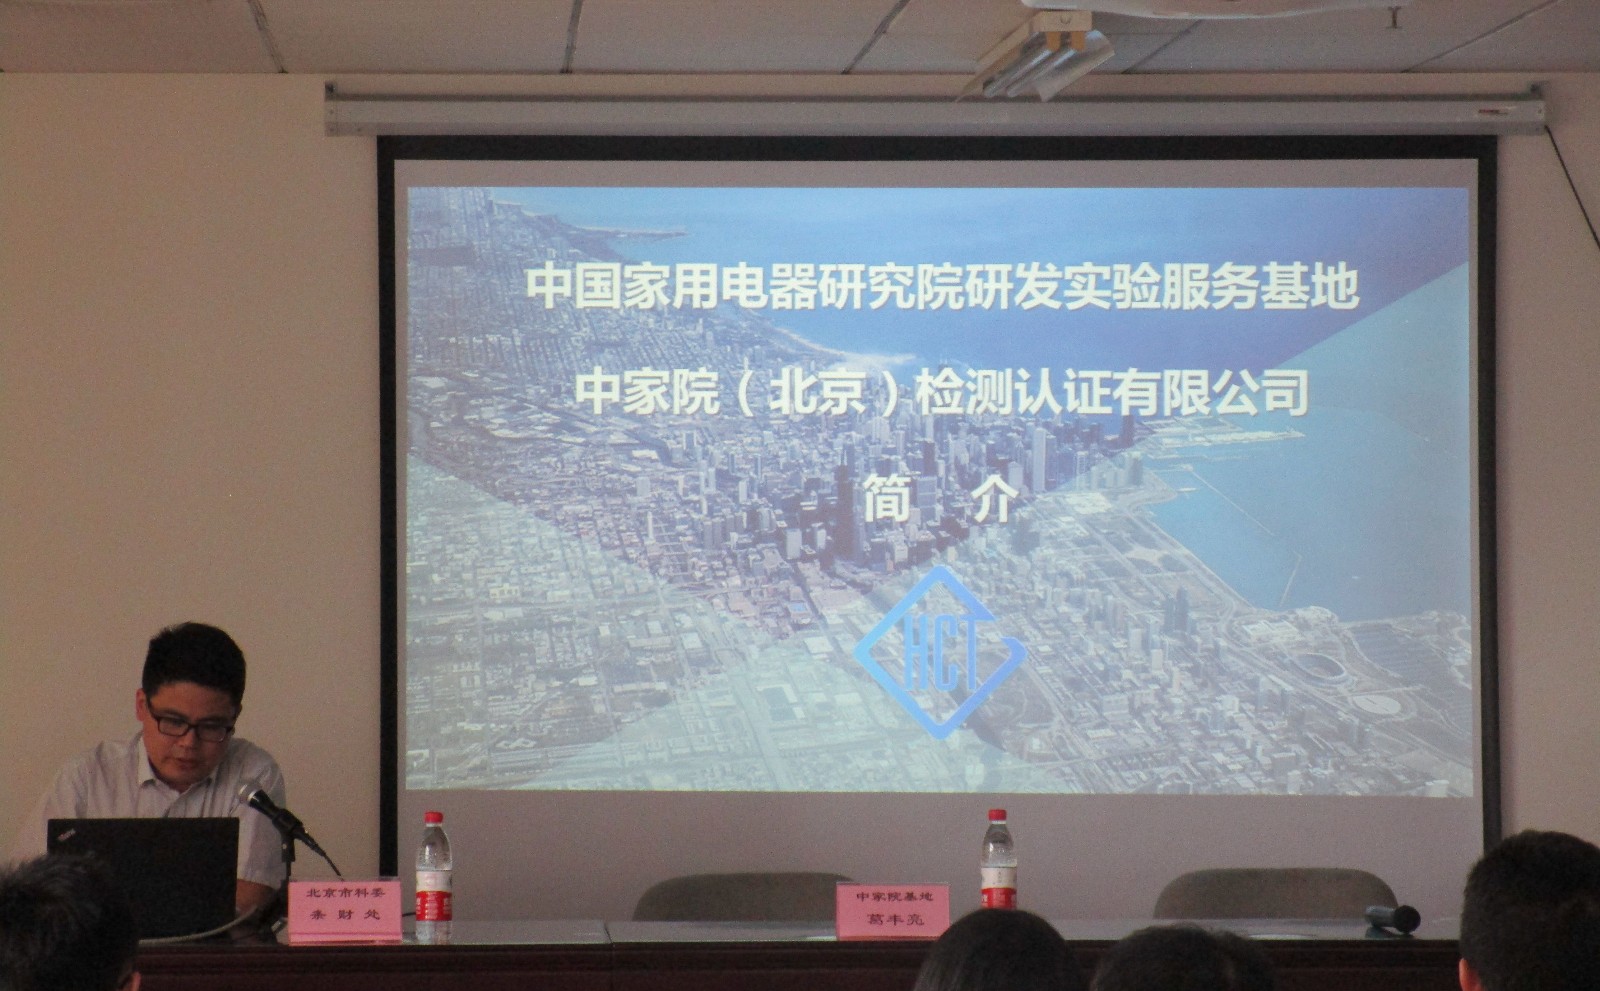 中国家用电器研究院研发实验服务基地
中家院（北京）检测认证有限公司
简 介
HCT
北京市科委
条 财 处
中家院基地
葛丰亮